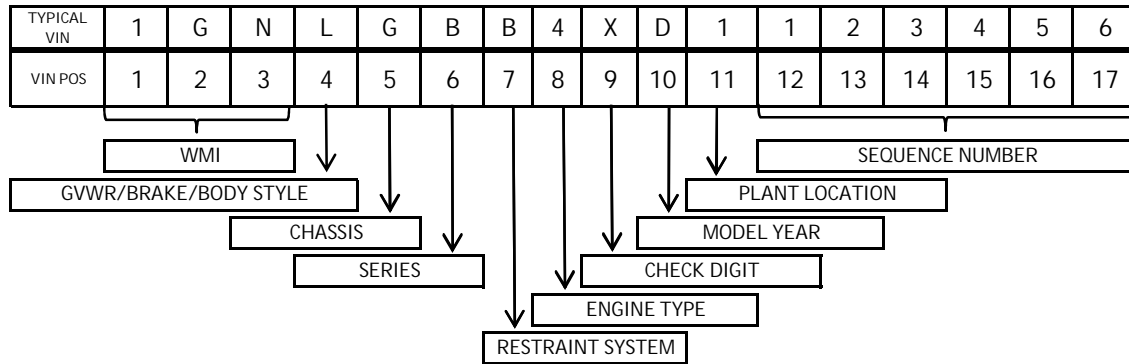 TYPICAL VIN 1 G N L G B B 4 X D 1 1 2 3 4 5 6
VIN POS 1 2 3 4 5 6 7 8 9 10 11 12 13 14 15 16 17
WMI SEQUENCE NUMBER
GVWR/BRAKE/BODY STYLE PLANT LOCATION
CHASSIS MODEL YEAR
SERIES CHECK DIGIT
ENGINE TYPE
RESTRAINT SYSTEM